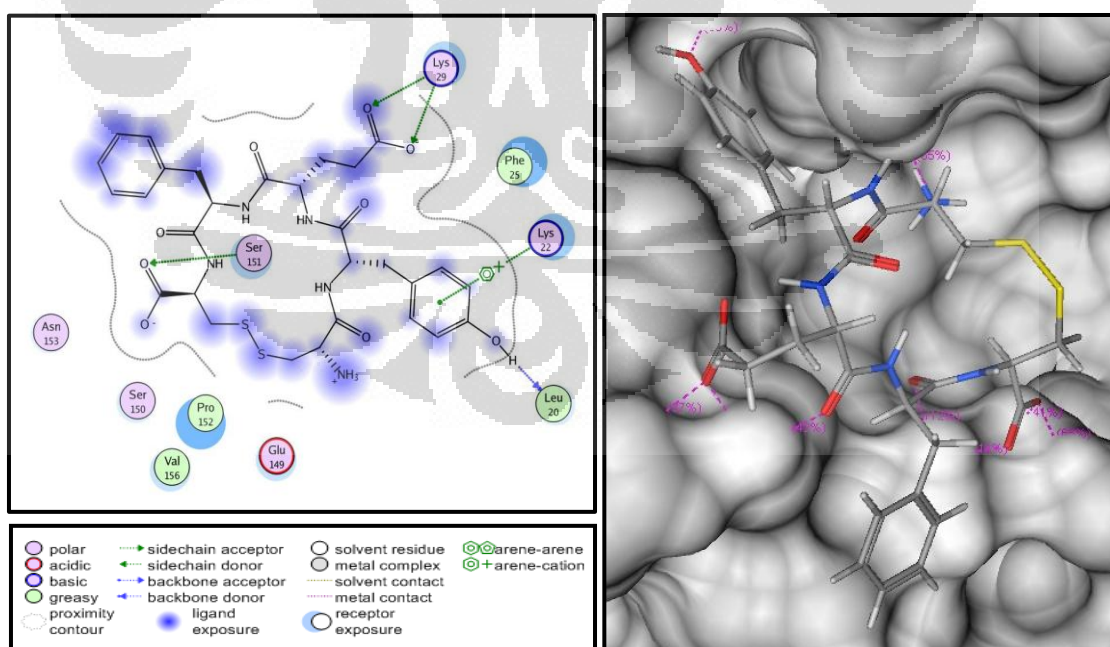 Lys
29
Phe
25
Lys
22
Leu
20
Ser
151
Asn
153
Ser
150
Pro
152
Val
156
Glu
149
O
O
O
O
O
O
O
O
O⁻
N
H
HN
NH
HN
S
S
NH₃
+
O
H
+
polar
acidic
basic
greasy
proximity
contour
sidechain acceptor
sidechain donor
backbone acceptor
backbone donor
ligand
exposure
solvent residue
metal complex
solvent contact
metal contact
receptor
exposure
arene-arene
arene-cation